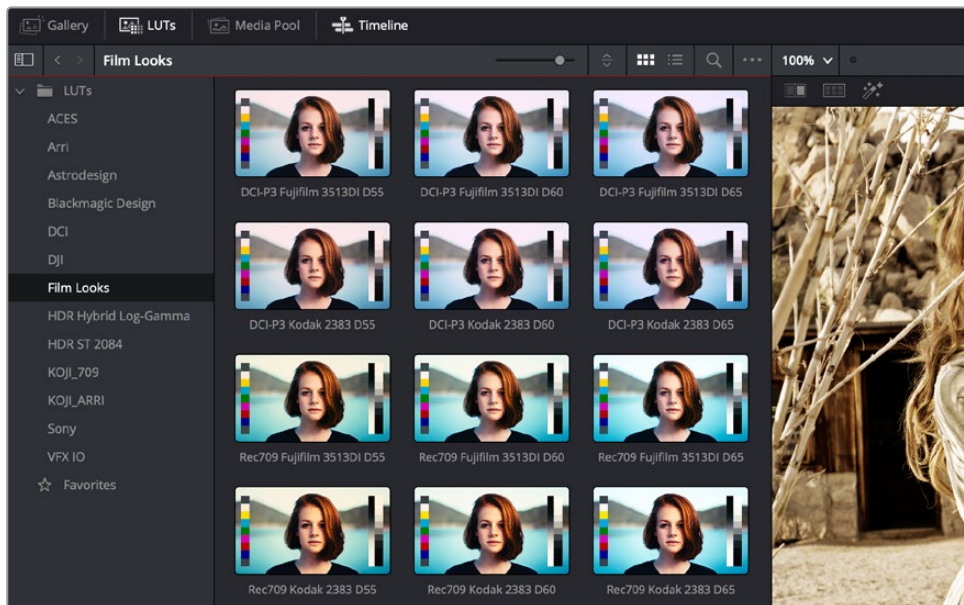 Gallery LUTs Media Pool Timeline
Film Looks 100%
LUTs
ACES
Arri
Astrodesign
Blackmagic Design
DCI
DJI
Film Looks
HDR Hybrid Log-Gamma
HDR ST 2084
KOJI_709
KOJI_ARRI
Sony
VFX IO
Favorites
DCI-P3 Fujifilm 3513DI D55 DCI-P3 Fujifilm 3513DI D60 DCI-P3 Fujifilm 3513DI D65
DCI-P3 Kodak 2383 D55 DCI-P3 Kodak 2383 D60 DCI-P3 Kodak 2383 D65
Rec709 Fujifilm 3513DI D55 Rec709 Fujifilm 3513DI D60 Rec709 Fujifilm 3513DI D65
Rec709 Kodak 2383 D55 Rec709 Kodak 2383 D60 Rec709 Kodak 2383 D65